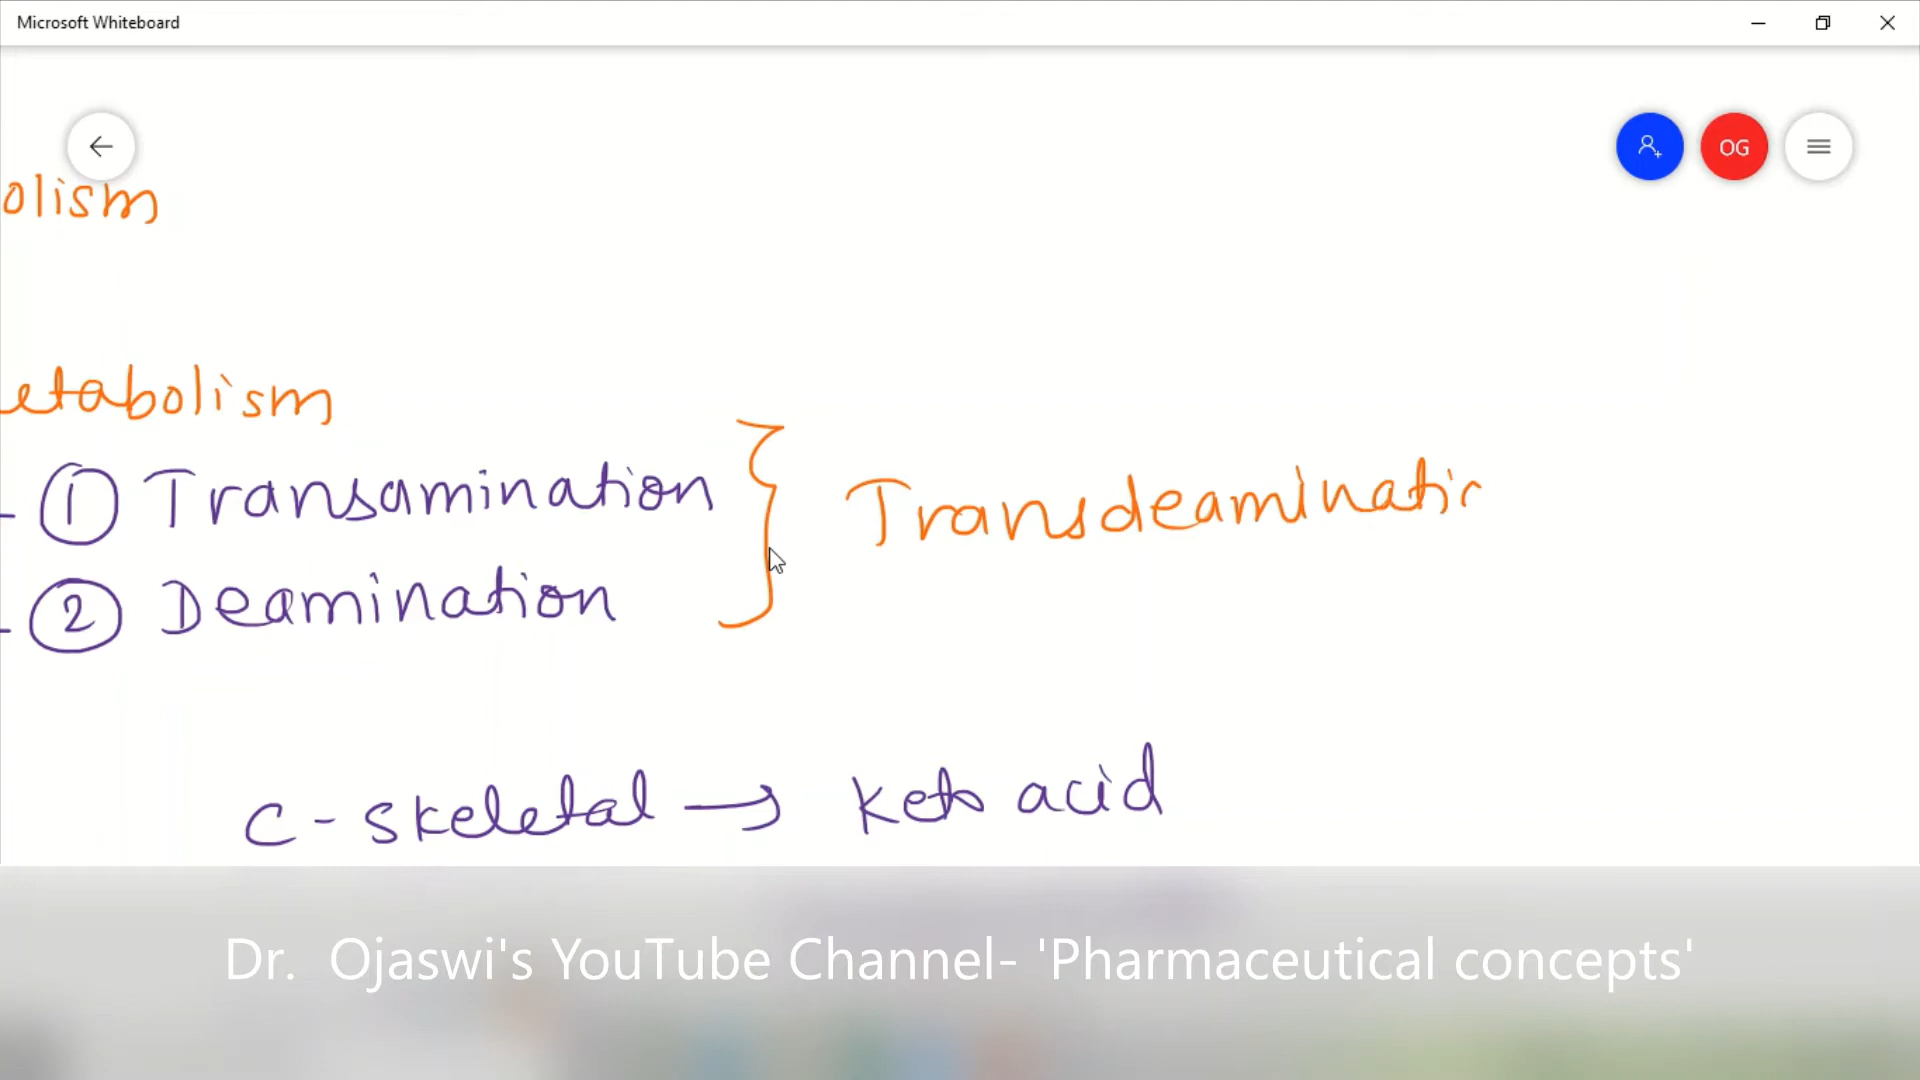 Microsoft Whiteboard
OG
olism
etabolism
- ① Transamination } Transdeaminatic
- ② Deamination
C - skeletal → keto acid
Dr. Ojaswi's YouTube Channel- 'Pharmaceutical concepts'